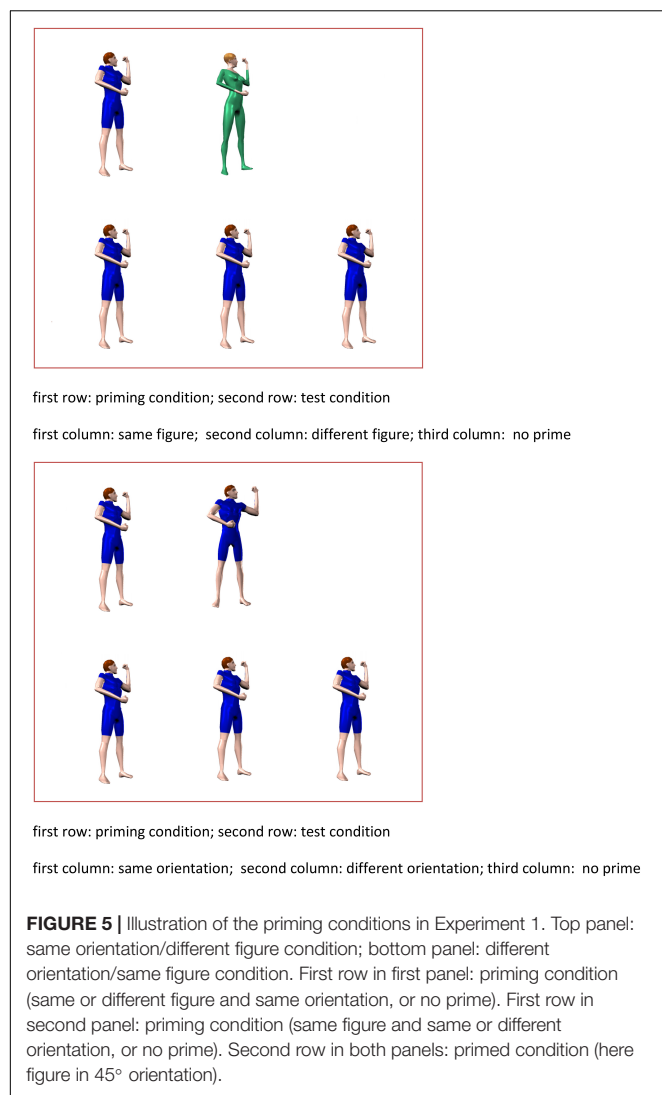 first row: priming condition; second row: test condition
first column: same figure;  second column: different figure; third column:  no prime
first row: priming condition; second row: test condition
first column: same orientation;  second column: different orientation; third column:  no prime
FIGURE 5 | Illustration of the priming conditions in Experiment 1. Top panel:
same orientation/different figure condition; bottom panel: different
orientation/same figure condition. First row in first panel: priming condition
(same or different figure and same orientation, or no prime). First row in
second panel: priming condition (same figure and same or different
orientation, or no prime). Second row in both panels: primed condition (here
figure in 45° orientation).